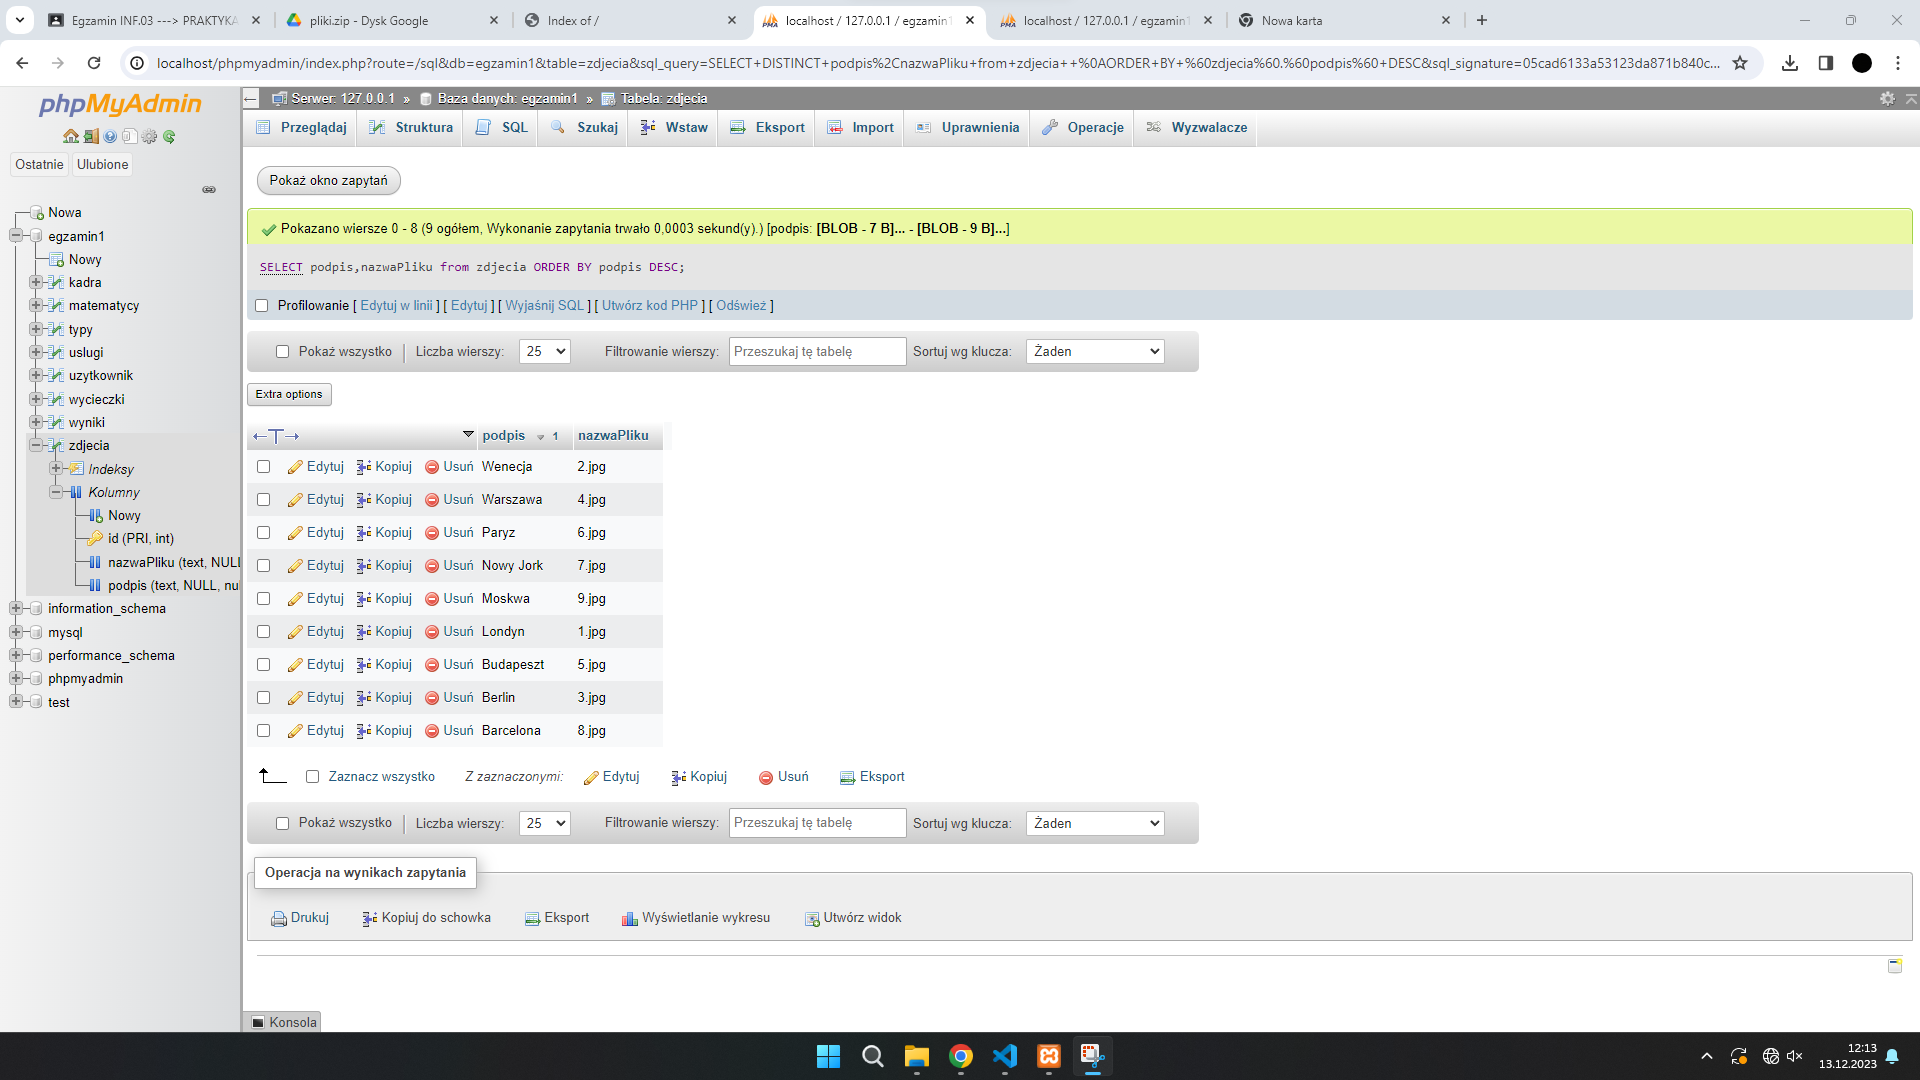 Egzamin INF.03 ---> PRAKTYKA
pliki.zip - Dysk Google
Index of /
localhost / 127.0.0.1 / egzamin1
localhost / 127.0.0.1 / egzamin1
Nowa karta
localhost/phpmyadmin/index.php?route=/sql&db=egzamin1&table=zdjecia&sql_query=SELECT+DISTINCT+podpis%2CnazwaPliku+from+zdjecia++%0AORDER+BY+%60zdjecia%60.%60podpis%60+DESC&sql_signature=05cad6133a53123da871b840c...
phpMyAdmin
Ostatnie
Ulubione
Nowa
egzamin1
Nowy
kadra
matematycy
typy
uslugi
uzytkownik
wycieczki
wyniki
zdjecia
Indeksy
Kolumny
Nowy
id (PRI, int)
nazwaPliku (text, NULL
podpis (text, NULL, nu
information_schema
mysql
performance_schema
phpmyadmin
test
Serwer: 127.0.0.1 » Baza danych: egzamin1 » Tabela: zdjecia
Przeglądaj Struktura SQL Szukaj Wstaw Eksport Import Uprawnienia Operacje Wyzwalacze
Pokaż okno zapytań
Pokazano wiersze 0 - 8 (9 ogółem, Wykonanie zapytania trwało 0,0003 sekund(y).) [podpis: [BLOB - 7 B]... - [BLOB - 9 B]...]
SELECT podpis,nazwaPliku from zdjecia ORDER BY podpis DESC;
Profilowanie [ Edytuj w linii ] [ Edytuj ] [ Wyjaśnij SQL ] [ Utwórz kod PHP ] [ Odśwież ]
Pokaż wszystko | Liczba wierszy: 25 Filtrowanie wierszy: Przeszukaj tę tabelę Sortuj wg klucza: Żaden
Extra options
←T→ podpis 1 nazwaPliku
Edytuj Kopiuj Usuń Wenecja 2.jpg
Edytuj Kopiuj Usuń Warszawa 4.jpg
Edytuj Kopiuj Usuń Paryz 6.jpg
Edytuj Kopiuj Usuń Nowy Jork 7.jpg
Edytuj Kopiuj Usuń Moskwa 9.jpg
Edytuj Kopiuj Usuń Londyn 1.jpg
Edytuj Kopiuj Usuń Budapeszt 5.jpg
Edytuj Kopiuj Usuń Berlin 3.jpg
Edytuj Kopiuj Usuń Barcelona 8.jpg
Zaznacz wszystko Z zaznaczonymi: Edytuj Kopiuj Usuń Eksport
Pokaż wszystko | Liczba wierszy: 25 Filtrowanie wierszy: Przeszukaj tę tabelę Sortuj wg klucza: Żaden
Operacja na wynikach zapytania
Drukuj Kopiuj do schowka Eksport Wyświetlanie wykresu Utwórz widok
Konsola
12:13
13.12.2023